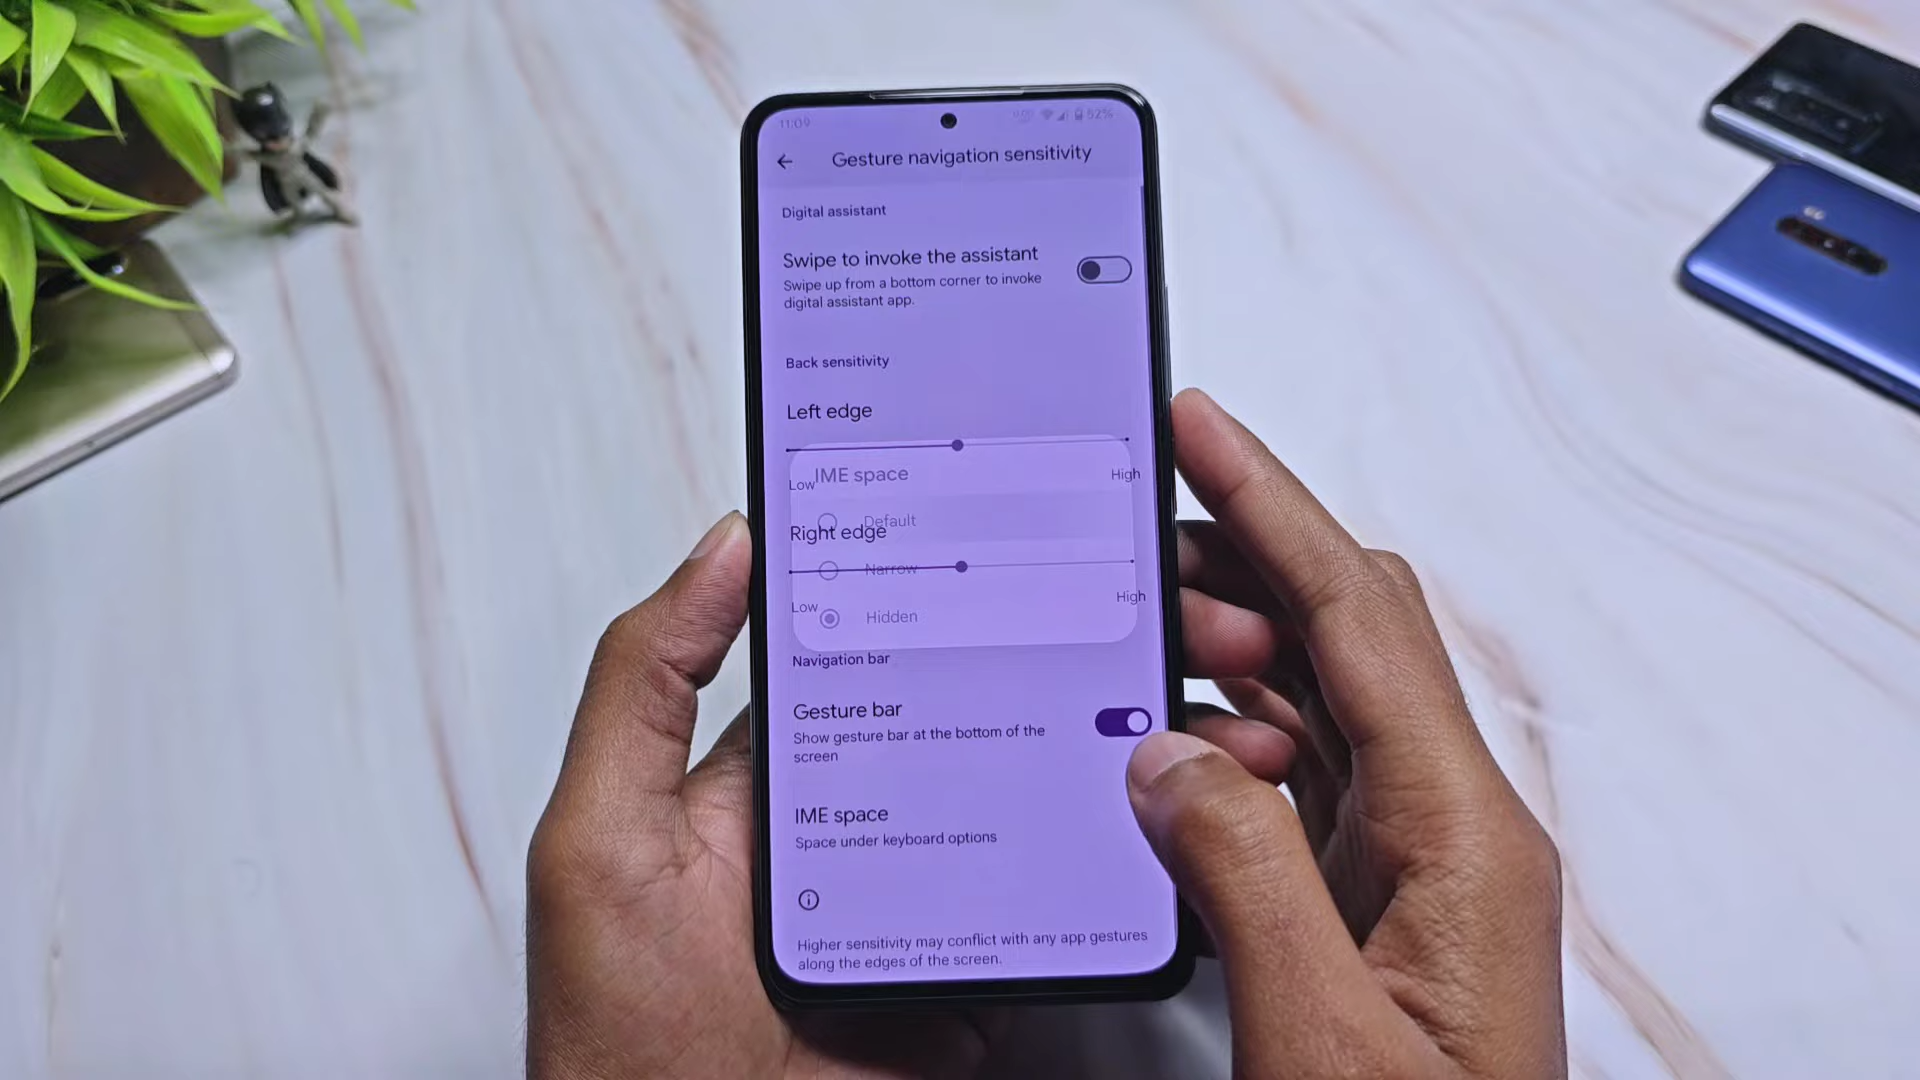 11:09
52%
Gesture navigation sensitivity
Digital assistant
Swipe to invoke the assistant
Swipe up from a bottom corner to invoke
digital assistant app.
Back sensitivity
Left edge
Low
High
IME space
Default
Right edge
Narrow
Low
High
Hidden
Navigation bar
Gesture bar
Show gesture bar at the bottom of the
screen
IME space
Space under keyboard options
Higher sensitivity may conflict with any app gestures
along the edges of the screen.